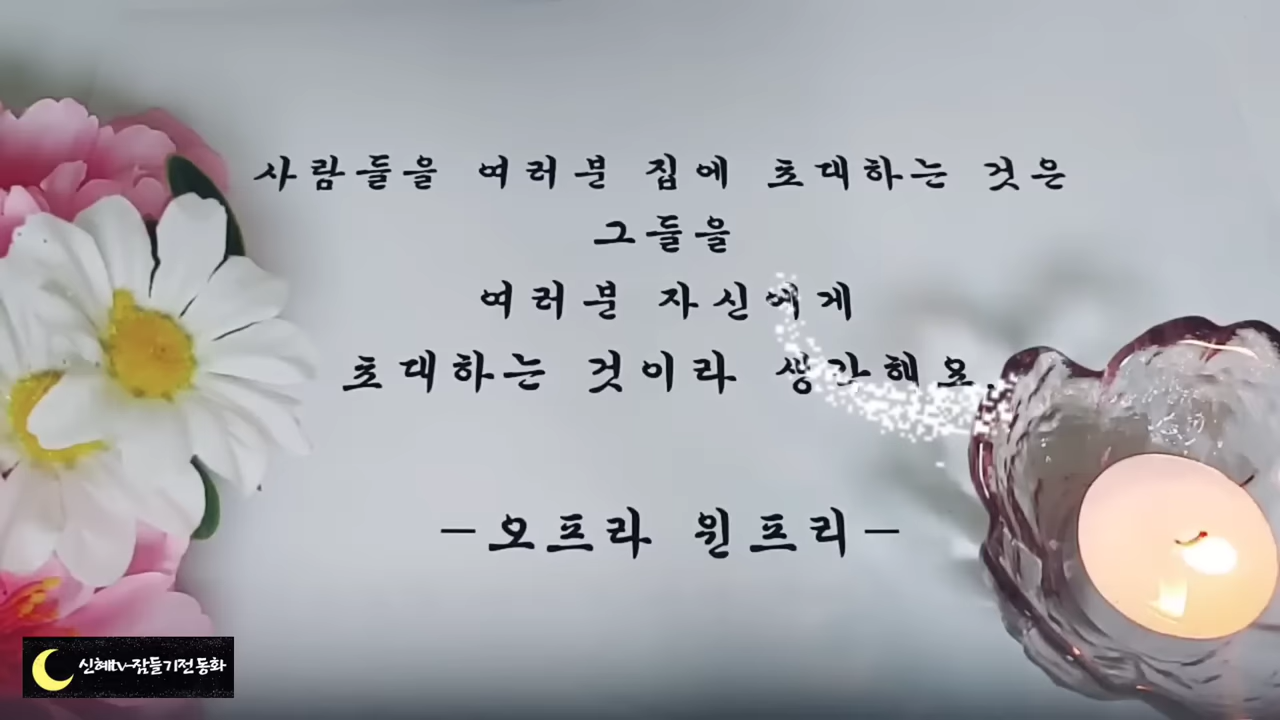 사람들을 여러분 집에 초대하는 것은
그들을
여러분 자신에게
초대하는 것이라 생각해요.
-오프라 윈프리-
신혜tv-잠들기전 동화